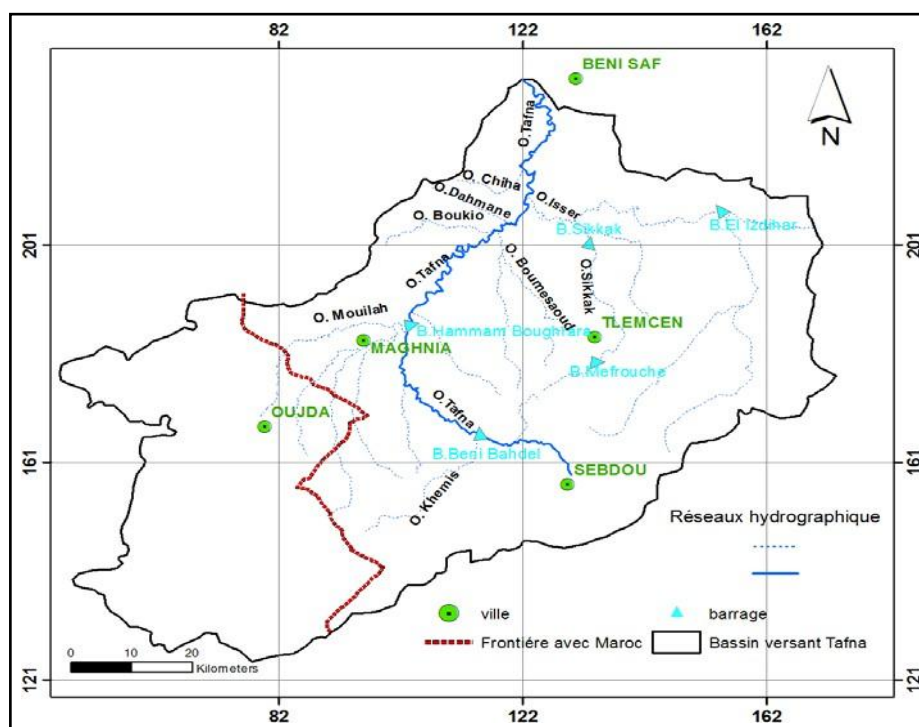 82
122
162
BENI SAF
N
O.Tafna
O. Chiha
O. Dahmane
O. Boukio
O.Isser
B.Sikkak
B.El Izdihar
201
201
O.Tafna
O. Boumesaoud
O.Sikkak
O. Mouilah
B.Hammam Boughrara
TLEMCEN
MAGHNIA
B.Mefrouche
OUJDA
O.Tafna
B.Beni Bahdel
161
161
SEBDOU
O.Khemis
Réseaux hydrographique
ville
barrage
Frontiére avec Maroc
Bassin versant Tafna
0 10 20
Kilometers
121
121
82
122
162